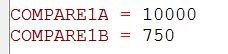 COMPARE1A = 10000
COMPARE1B = 750